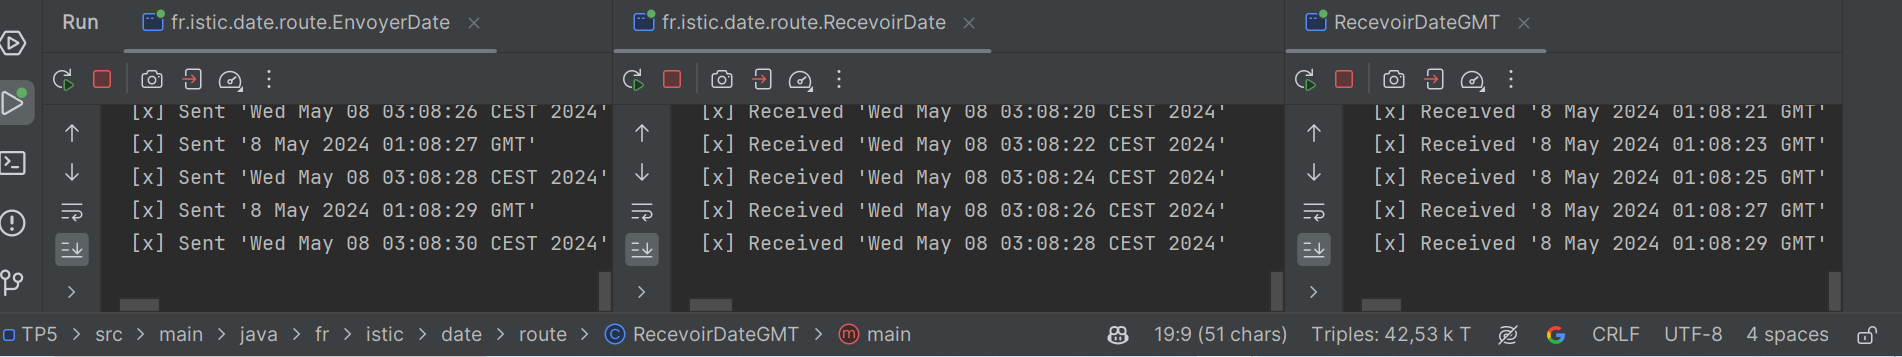 Run
fr.istic.date.route.EnvoyerDate
fr.istic.date.route.RecevoirDate
RecevoirDateGMT
[x] Sent 'Wed May 08 03:08:26 CEST 2024'
[x] Sent '8 May 2024 01:08:27 GMT'
[x] Sent 'Wed May 08 03:08:28 CEST 2024'
[x] Sent '8 May 2024 01:08:29 GMT'
[x] Sent 'Wed May 08 03:08:30 CEST 2024'
[x] Received 'Wed May 08 03:08:20 CEST 2024'
[x] Received 'Wed May 08 03:08:22 CEST 2024'
[x] Received 'Wed May 08 03:08:24 CEST 2024'
[x] Received 'Wed May 08 03:08:26 CEST 2024'
[x] Received 'Wed May 08 03:08:28 CEST 2024'
[x] Received '8 May 2024 01:08:21 GMT'
[x] Received '8 May 2024 01:08:23 GMT'
[x] Received '8 May 2024 01:08:25 GMT'
[x] Received '8 May 2024 01:08:27 GMT'
[x] Received '8 May 2024 01:08:29 GMT'
TP5 > src > main > java > fr > istic > date > route > RecevoirDateGMT > main 19:9 (51 chars) Triples: 42,53 k T CRLF UTF-8 4 spaces